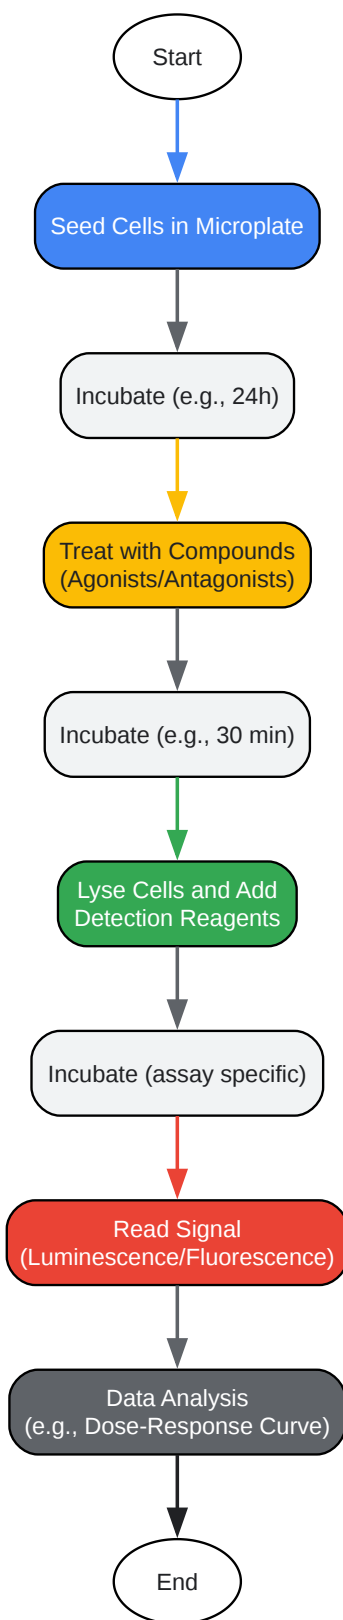 Start
Seed Cells in Microplate
Incubate (e.g., 24h)
Treat with Compounds
(Agonists/Antagonists)
Incubate (e.g., 30 min)
Lyse Cells and Add
Detection Reagents
Incubate (assay specific)
Read Signal
(Luminescence/Fluorescence)
Data Analysis
(e.g., Dose-Response Curve)
End